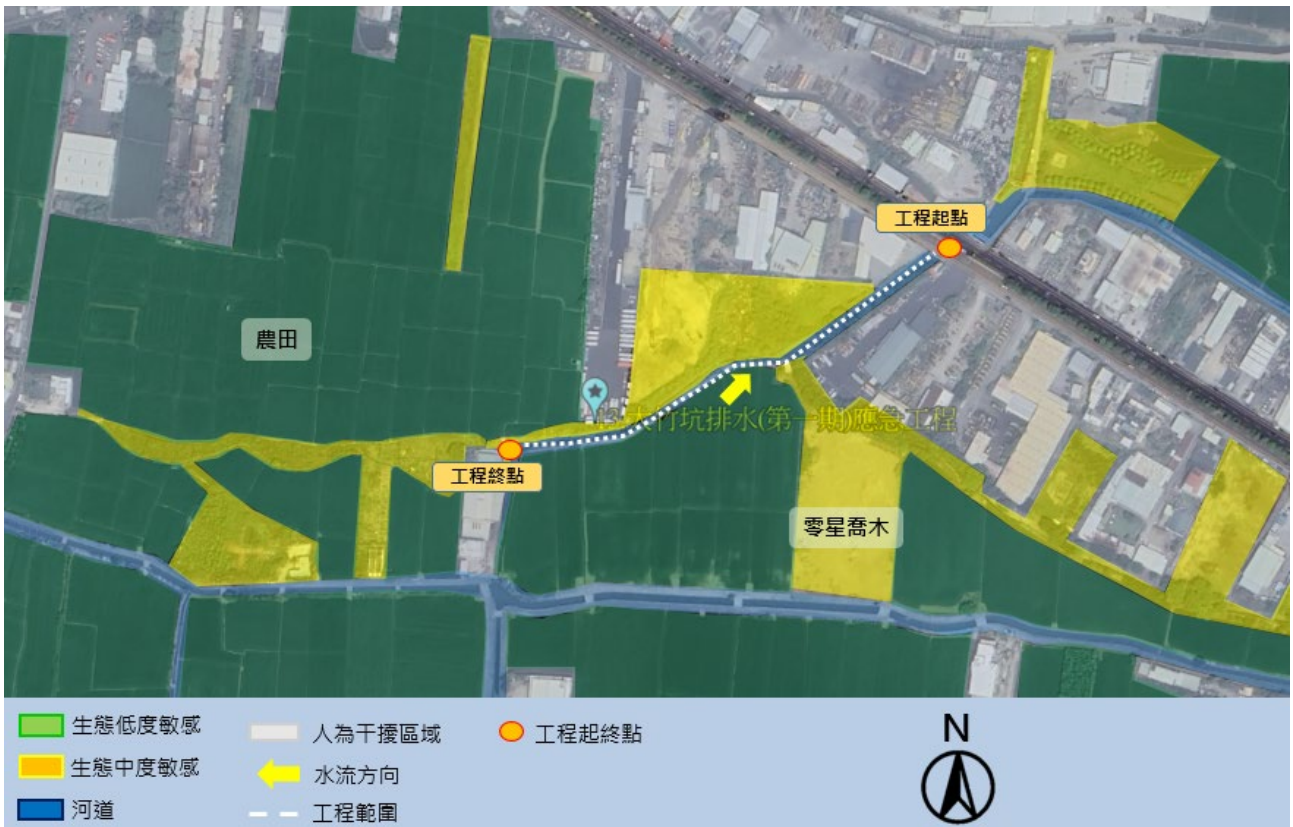 工程起點
農田
大竹坑排水(第一期)應急工程
工程終點
零星喬木
生態低度敏感
人為干擾區域
工程起終點
N
生態中度敏感
水流方向
河道
工程範圍